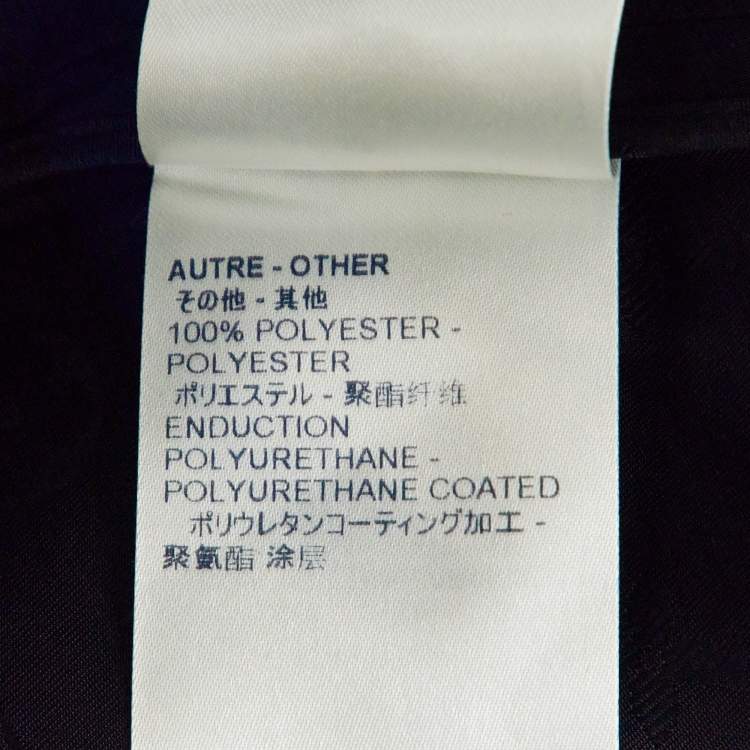 AUTRE - OTHER
その他 - 其他
100% POLYESTER -
POLYESTER
ポリエステル - 聚酯纤维
ENDUCTION
POLYURETHANE -
POLYURETHANE COATED
ポリウレタンコーティング加工 -
聚氨酯 涂层